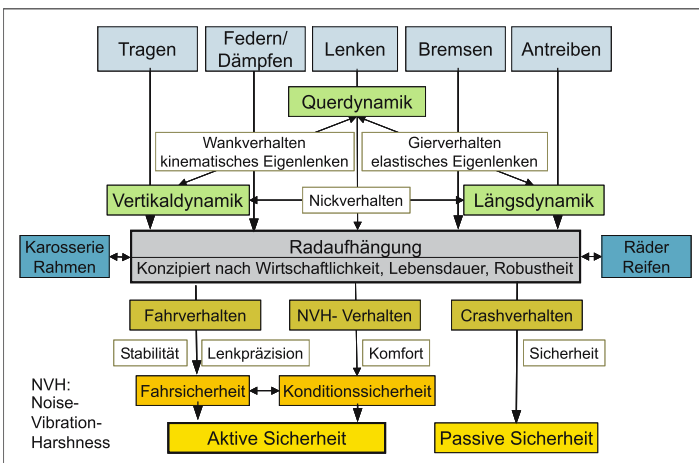 Tragen
Federn/
Dämpfen
Lenken
Bremsen
Antreiben
Querdynamik
Wankverhalten
kinematisches Eigenlenken
Gierverhalten
elastisches Eigenlenken
Vertikaldynamik
Nickverhalten
Längsdynamik
Karosserie
Rahmen
Radaufhängung
Konzipiert nach Wirtschaftlichkeit, Lebensdauer, Robustheit
Räder
Reifen
Fahrverhalten
NVH- Verhalten
Crashverhalten
Stabilität
Lenkpräzision
Komfort
Sicherheit
NVH:
Noise-
Vibration-
Harshness
Fahrsicherheit
Konditionssicherheit
Aktive Sicherheit
Passive Sicherheit